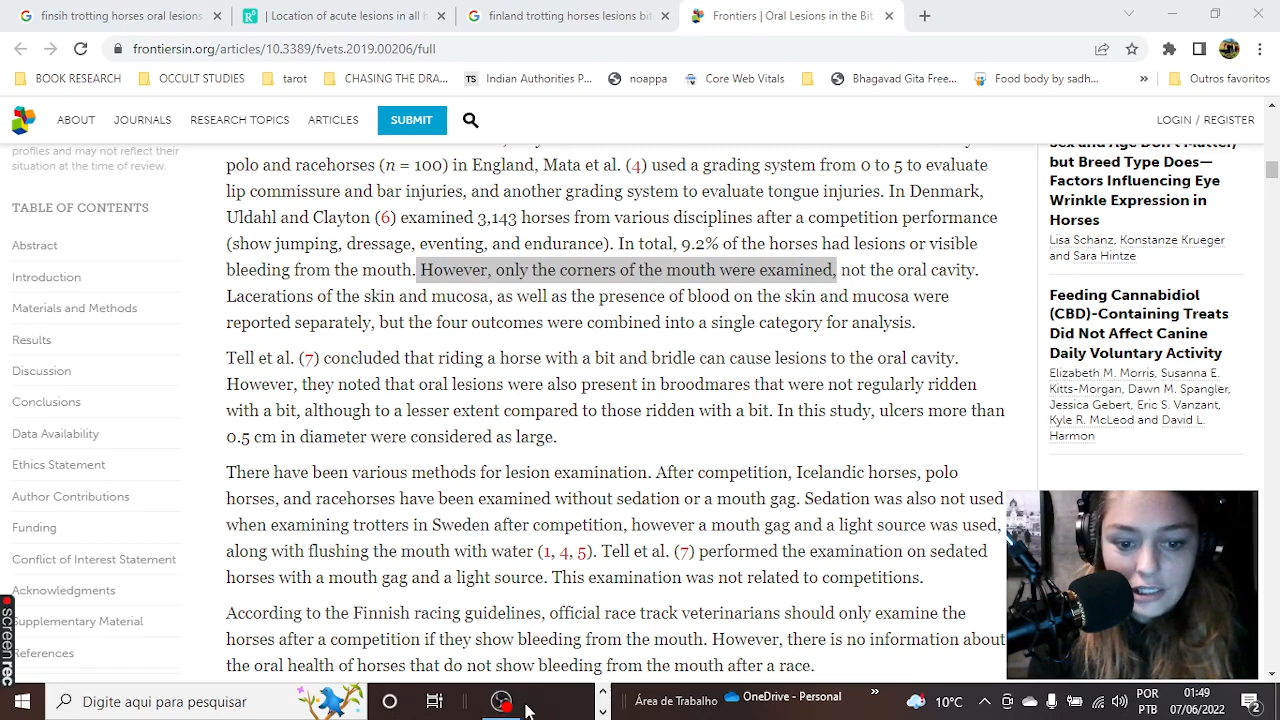 finsih trotting horses oral lesions
| Location of acute lesions in all f
finland trotting horses lesions bit
Frontiers | Oral Lesions in the Bit
frontiersin.org/articles/10.3389/fvets.2019.00206/full
BOOK RESEARCH
OCCULT STUDIES
tarot
CHASING THE DRA...
TS
Indian Authorities P...
noappa
Core Web Vitals
Bhagavad Gita Free...
Food body by sadh...
»
Outros favoritos
ABOUT
JOURNALS
RESEARCH TOPICS
ARTICLES
SUBMIT
LOGIN / REGISTER
profiles and may not reflect their
situation at the time of review.
TABLE OF CONTENTS
Abstract
Introduction
Materials and Methods
Results
Discussion
Conclusions
Data Availability
Ethics Statement
Author Contributions
Funding
Conflict of Interest Statement
Acknowledgments
Supplementary Material
References
polo and racehorses (n = 100) in England, Mata et al. (4) used a grading system from 0 to 5 to evaluate
lip commissure and bar injuries, and another grading system to evaluate tongue injuries. In Denmark,
Uldahl and Clayton (6) examined 3,143 horses from various disciplines after a competition performance
(show jumping, dressage, eventing, and endurance). In total, 9.2% of the horses had lesions or visible
bleeding from the mouth. However, only the corners of the mouth were examined, not the oral cavity.
Lacerations of the skin and mucosa, as well as the presence of blood on the skin and mucosa were
reported separately, but the four outcomes were combined into a single category for analysis.
Tell et al. (7) concluded that riding a horse with a bit and bridle can cause lesions to the oral cavity.
However, they noted that oral lesions were also present in broodmares that were not regularly ridden
with a bit, although to a lesser extent compared to those ridden with a bit. In this study, ulcers more than
0.5 cm in diameter were considered as large.
There have been various methods for lesion examination. After competition, Icelandic horses, polo
horses, and racehorses have been examined without sedation or a mouth gag. Sedation was also not used
when examining trotters in Sweden after competition, however a mouth gag and a light source was used,
along with flushing the mouth with water (1, 4, 5). Tell et al. (7) performed the examination on sedated
horses with a mouth gag and a light source. This examination was not related to competitions.
According to the Finnish racing guidelines, official race track veterinarians should only examine the
horses after a competition if they show bleeding from the mouth. However, there is no information about
the oral health of horses that do not show bleeding from the mouth after a race.
Sex and Age Don't Matter,
but Breed Type Does—
Factors Influencing Eye
Wrinkle Expression in
Horses
Lisa Schanz, Konstanze Krueger
and Sara Hintze
Feeding Cannabidiol
(CBD)-Containing Treats
Did Not Affect Canine
Daily Voluntary Activity
Elizabeth M. Morris, Susanna E.
Kitts-Morgan, Dawn M. Spangler,
Jessica Gebert, Eric S. Vanzant,
Kyle R. McLeod and David L.
Harmon
screenrec
Digite aqui para pesquisar
Área de Trabalho
OneDrive - Personal
»
10°C
POR
PTB
01:49
07/06/2022
2